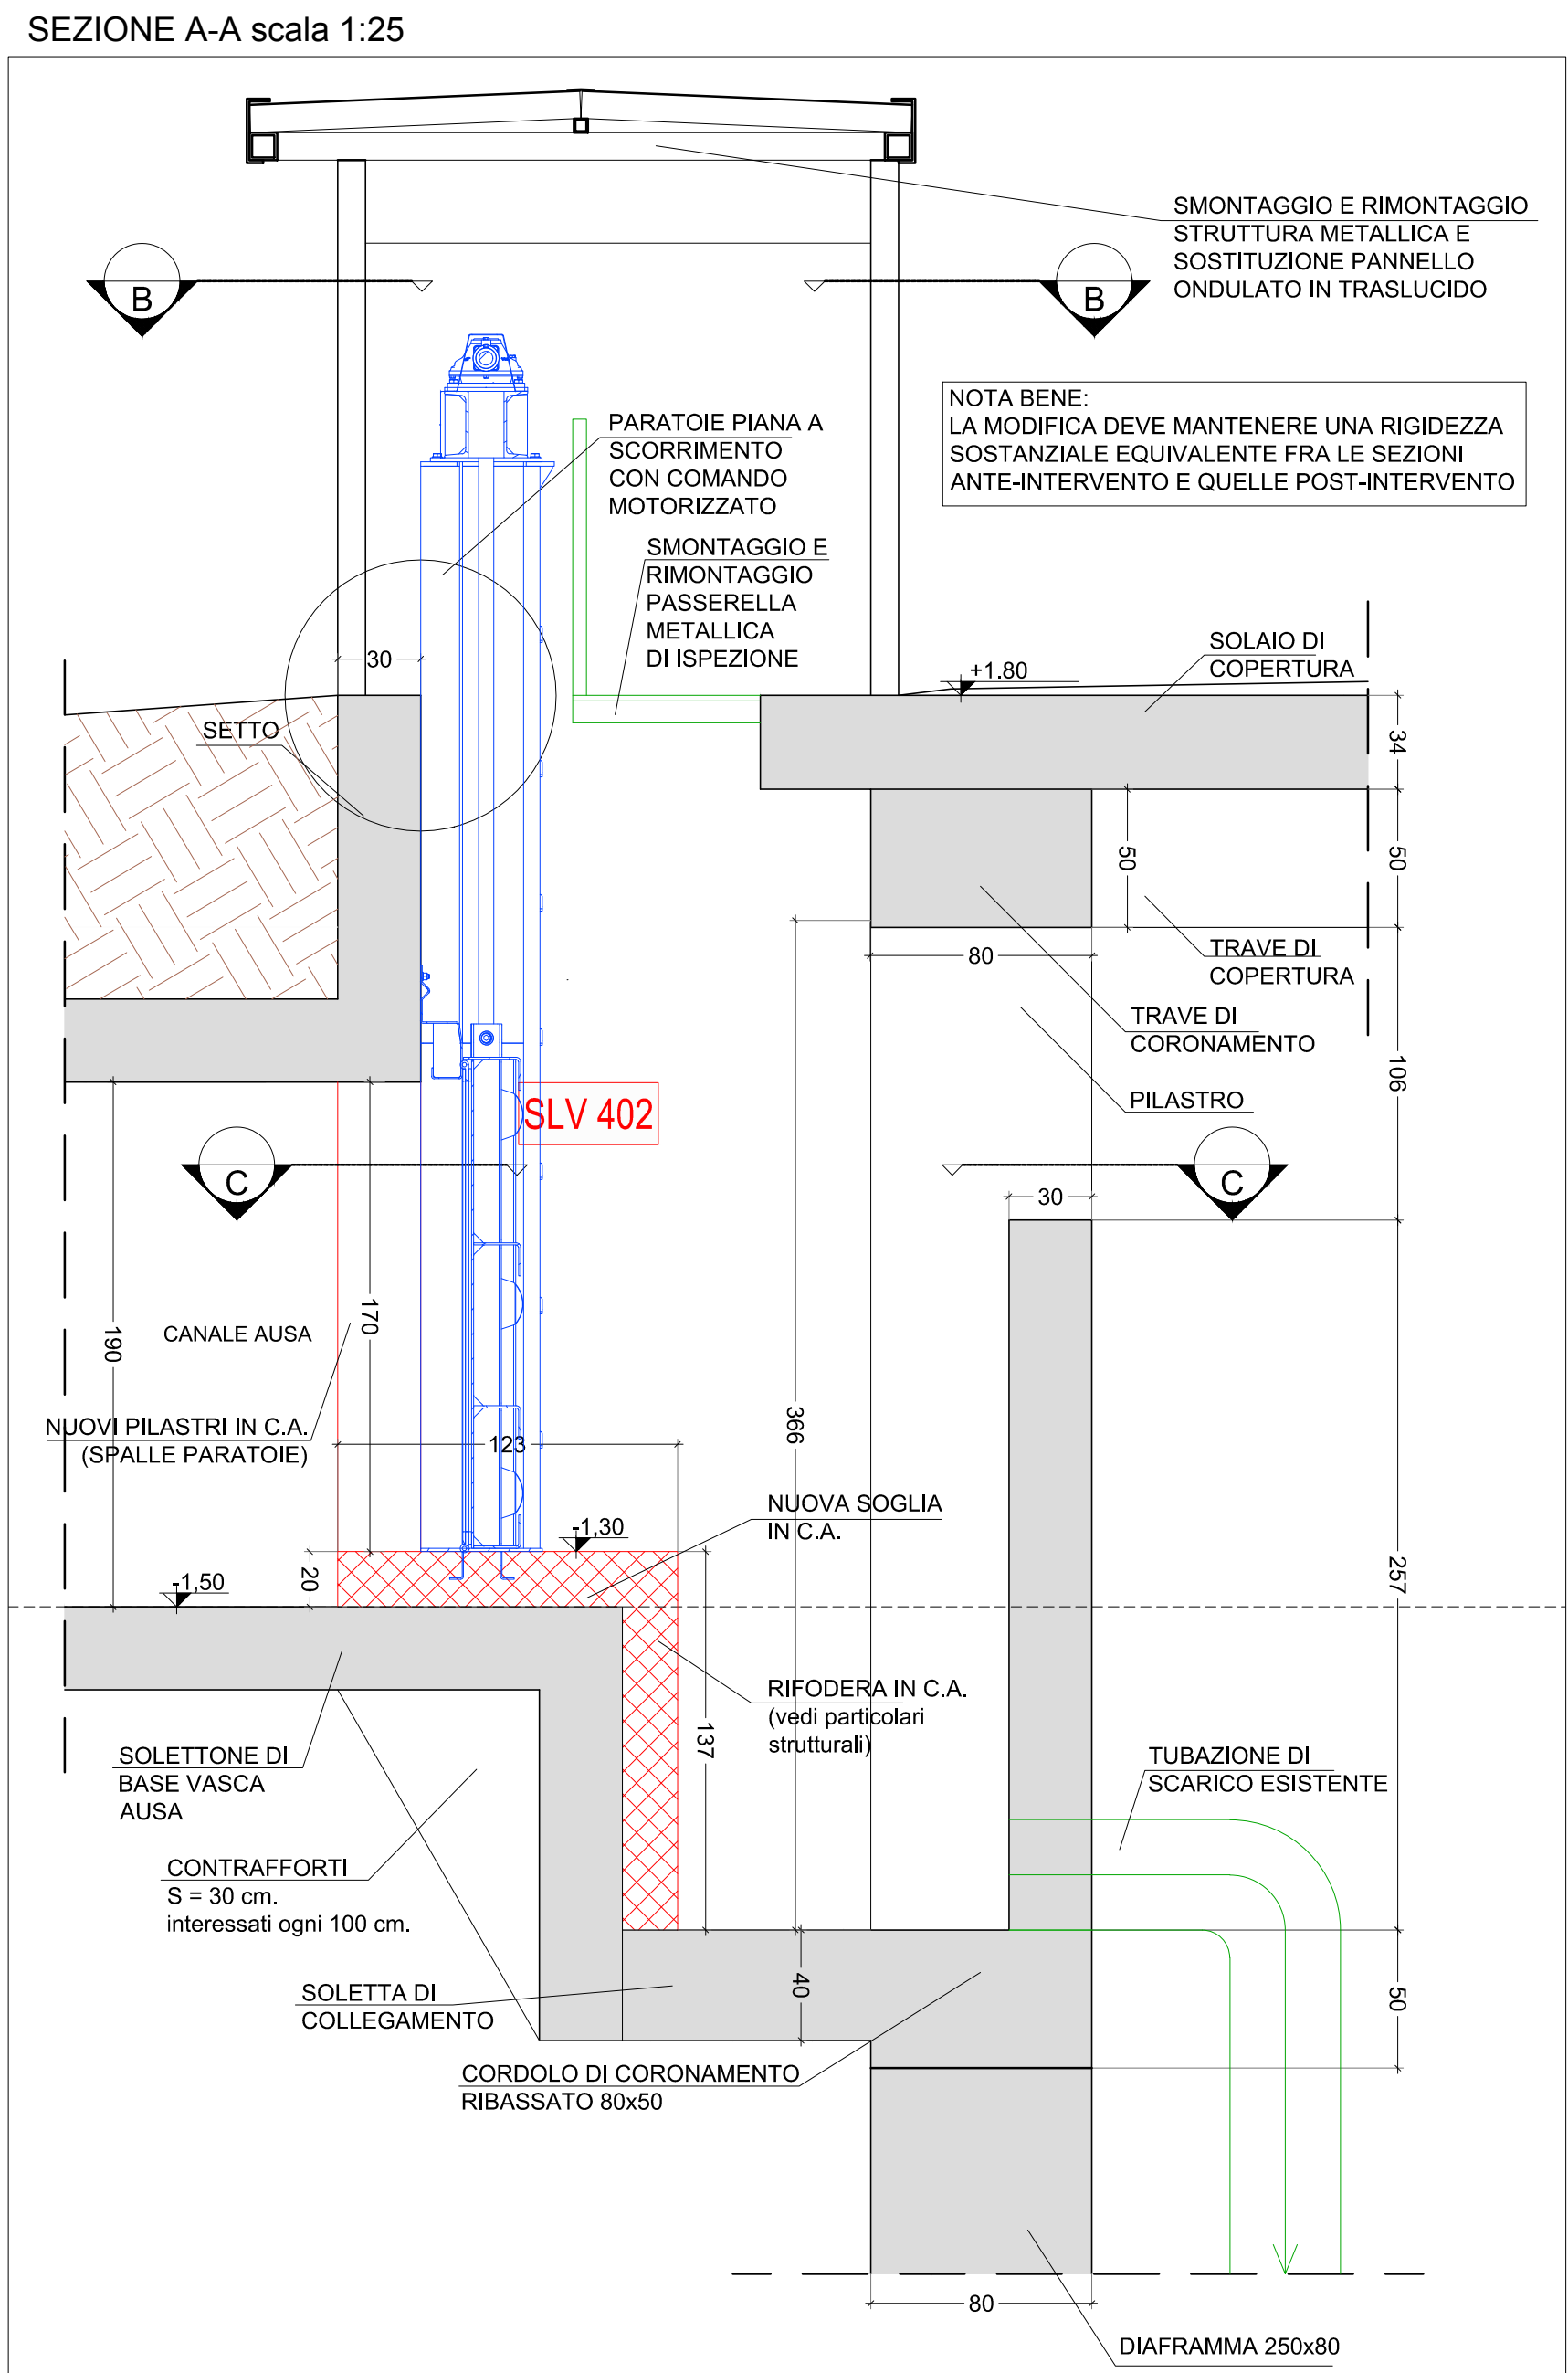 SEZIONE A-A scala 1:25
SMONTAGGIO E RIMONTAGGIO
STRUTTURA METALLICA E
SOSTITUZIONE PANNELLO
ONDULATO IN TRASLUCIDO
B
B
NOTA BENE:
LA MODIFICA DEVE MANTENERE UNA RIGIDEZZA
SOSTANZIALE EQUIVALENTE FRA LE SEZIONI
ANTE-INTERVENTO E QUELLE POST-INTERVENTO
PARATOIE PIANA A
SCORRIMENTO
CON COMANDO
MOTORIZZATO
SMONTAGGIO E
RIMONTAGGIO
PASSERELLA
METALLICA
DI ISPEZIONE
30
+1.80
SOLAIO DI
COPERTURA
SETTO
34
50
50
80
TRAVE DI
COPERTURA
TRAVE DI
CORONAMENTO
106
PILASTRO
SLV 402
C
C
30
190
CANALE AUSA
170
NUOVI PILASTRI IN C.A.
(SPALLE PARATOIE)
123
366
NUOVA SOGLIA
IN C.A.
-1,30
20
-1,50
257
RIFODERA IN C.A.
(vedi particolari
strutturali)
137
SOLETTONE DI
BASE VASCA
AUSA
TUBAZIONE DI
SCARICO ESISTENTE
CONTRAFFORTI
S = 30 cm.
interessati ogni 100 cm.
SOLETTA DI
COLLEGAMENTO
40
50
CORDOLO DI CORONAMENTO
RIBASSATO 80x50
80
DIAFRAMMA 250x80